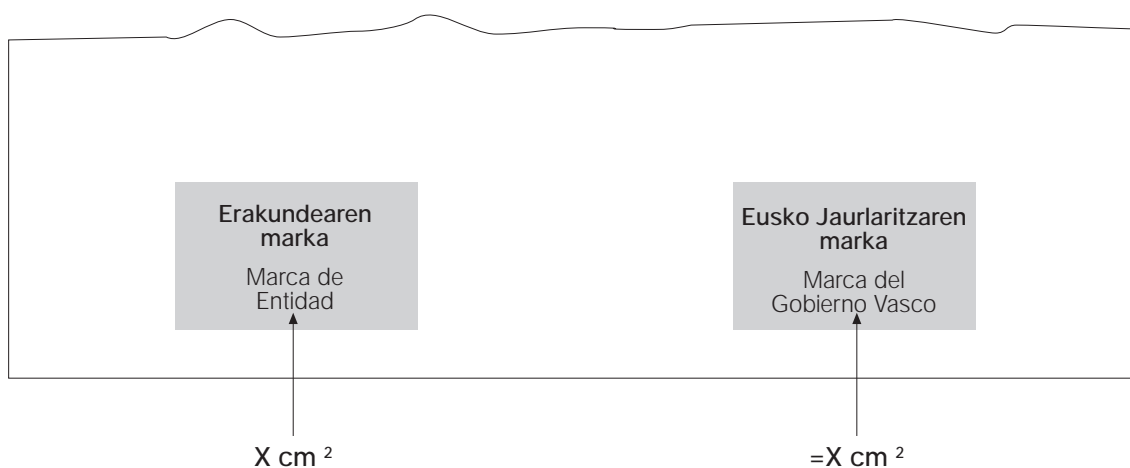 Erakundearen
marka
Marca de
Entidad
Eusko Jaurlaritzaren
marka
Marca del
Gobierno Vasco
X cm ²
=X cm ²